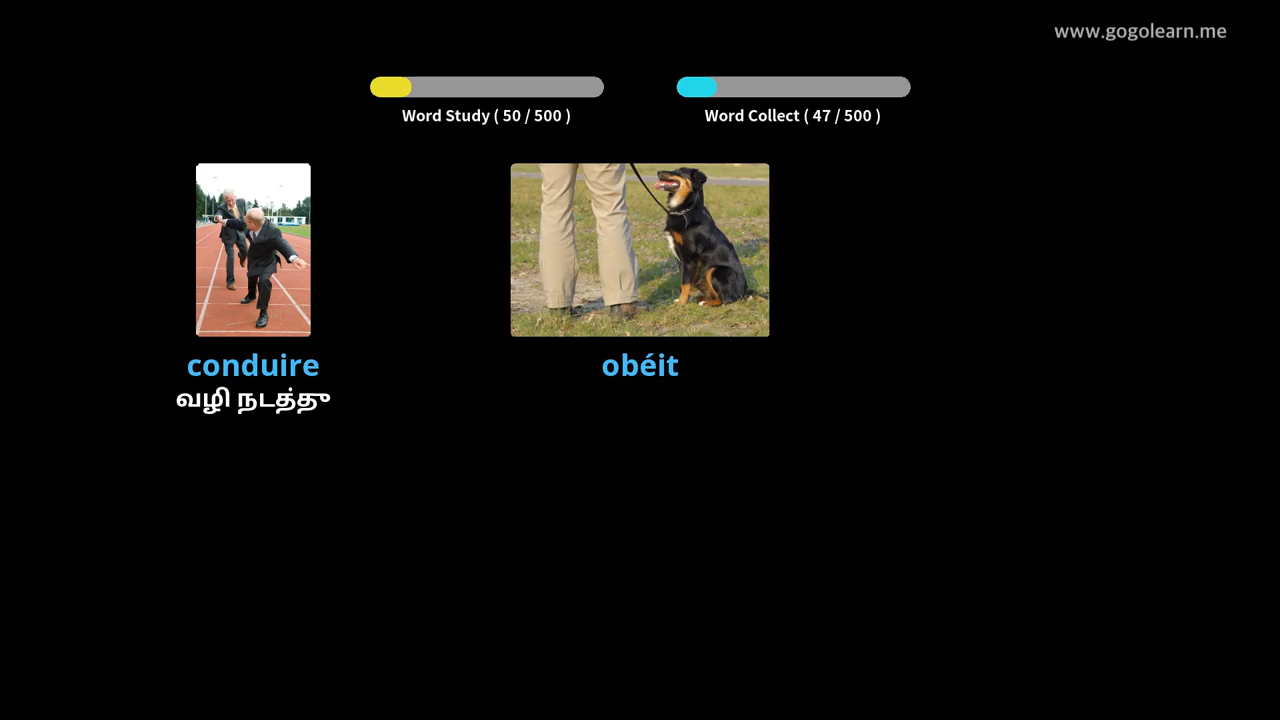 www.gogolearn.me
Word Study ( 50 / 500 )
Word Collect ( 47 / 500 )
conduire
obéit
வழி நடத்து